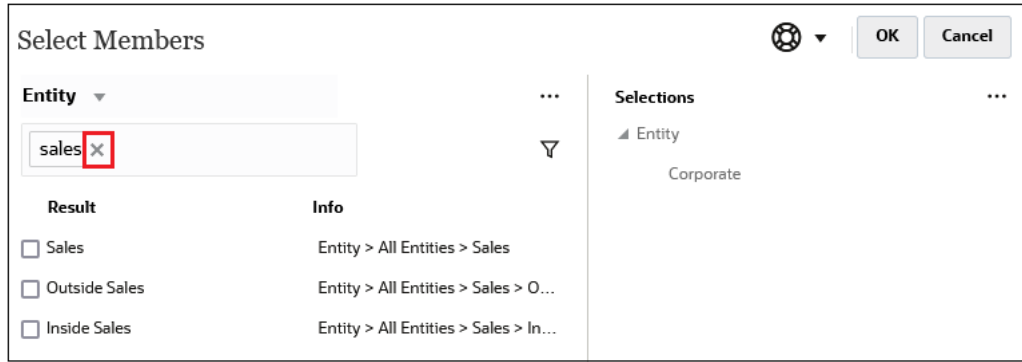 Select Members
OK
Cancel
Entity
Selections
sales
Entity
Corporate
Result Info
Sales Entity > All Entities > Sales
Outside Sales Entity > All Entities > Sales > O...
Inside Sales Entity > All Entities > Sales > In...